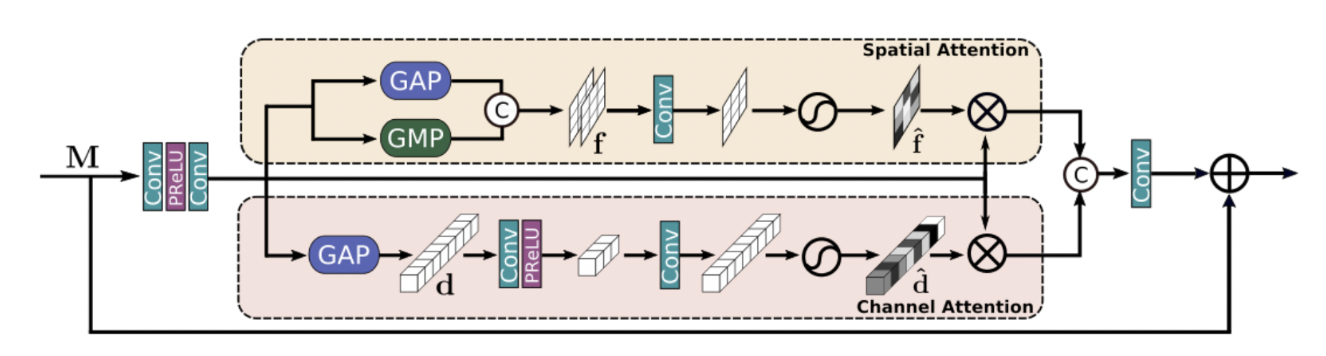 Spatial Attention
GAP
GMP
C
f
Conv
f̂
M
Conv
PReLU
Conv
C
Conv
GAP
d
Conv
PReLU
Conv
d̂
Channel Attention